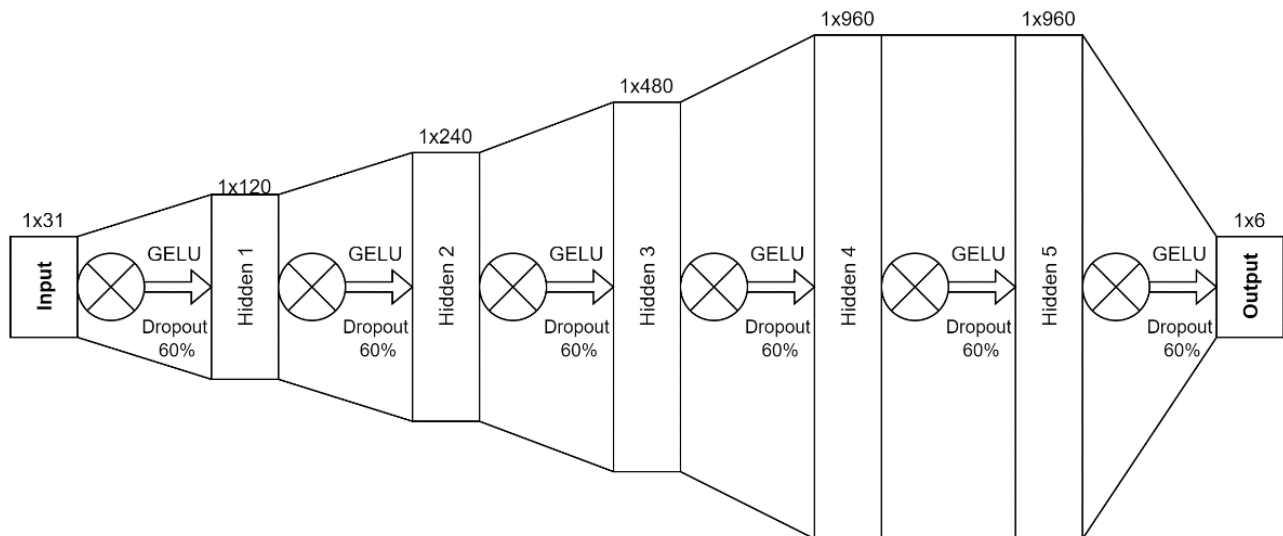 1x960
1x960
1x480
1x240
1x120
1x31
1x6
Input
GELU
Dropout
60%
Hidden 1
GELU
Dropout
60%
Hidden 2
GELU
Dropout
60%
Hidden 3
GELU
Dropout
60%
Hidden 4
GELU
Dropout
60%
Hidden 5
GELU
Dropout
60%
Output